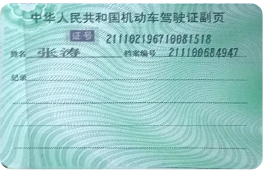 中华人民共和国机动车驾驶证副页
证号 211102196710081518
姓名 张涛 档案编号 211100684947
记录